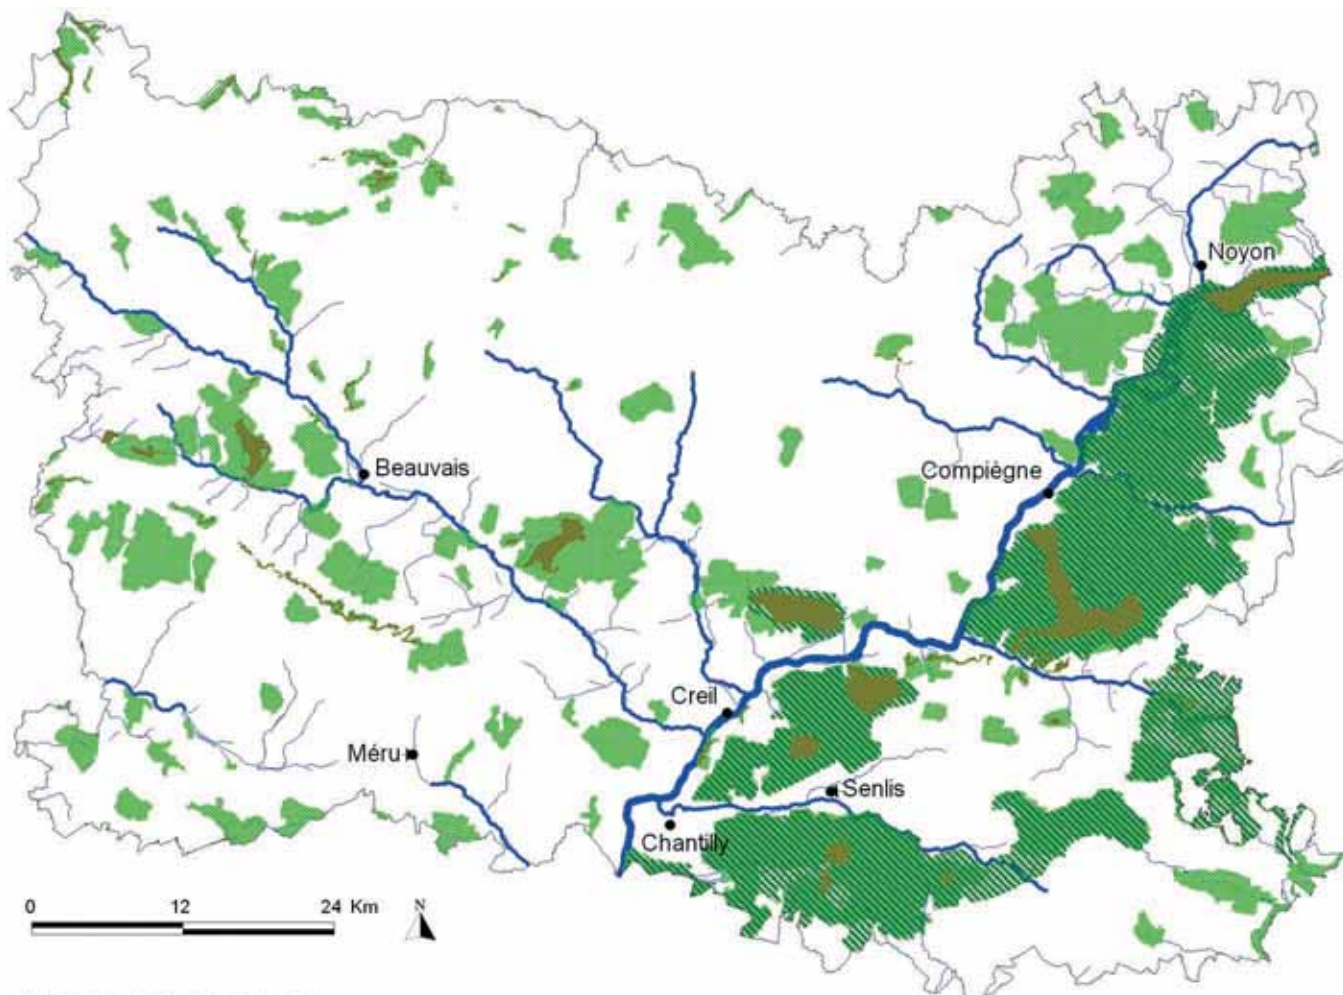 Noyon
Compiègne
Beauvais
Creil
Méru
Senlis
Chantilly
0 12 24 Km
N